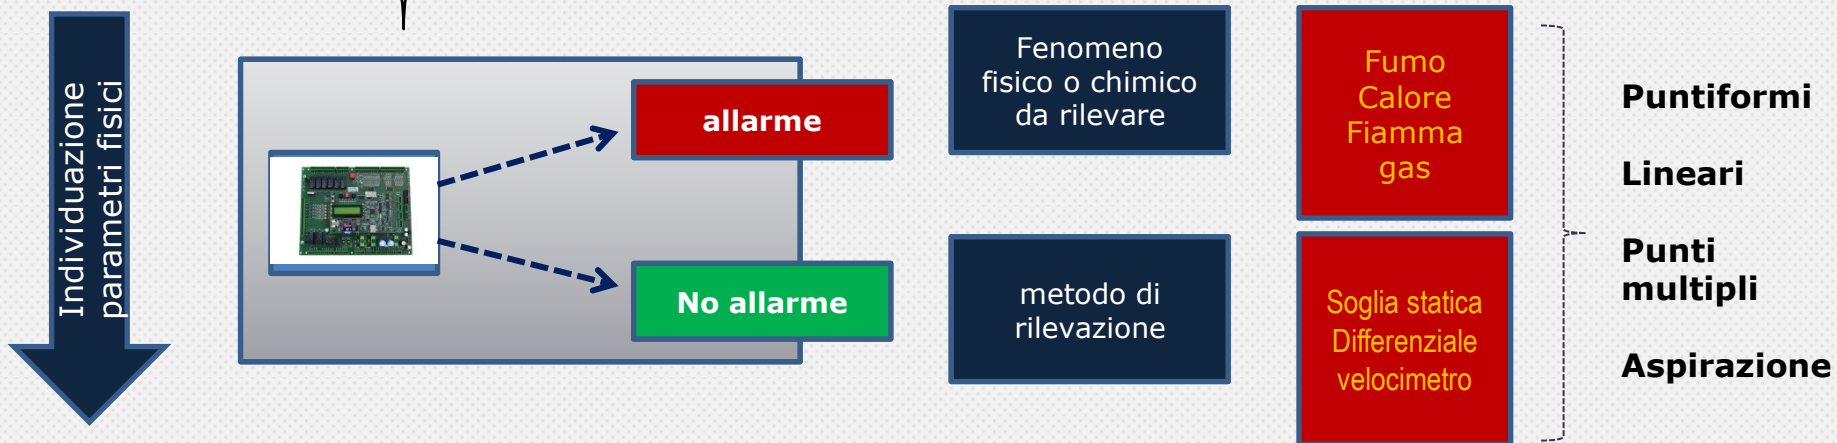 Individuazione
parametri fisici
allarme
No allarme
Fenomeno
fisico o chimico
da rilevare
metodo di
rilevazione
Fumo
Calore
Fiamma
gas
Soglia statica
Differenziale
velocimetro
Puntiformi
Lineari
Punti
multipli
Aspirazione